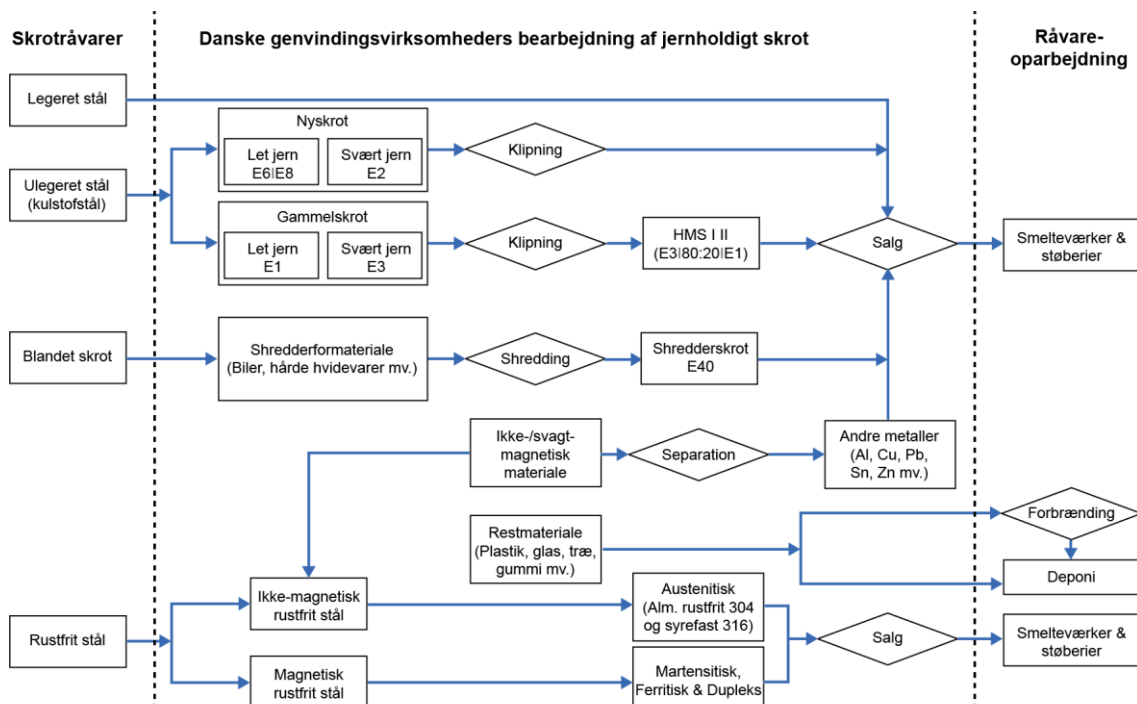 Skrotråvarer
Danske genvindingsvirksomheders bearbejdning af jernholdigt skrot
Råvare-
oparbejdning
Legeret stål
Nyskrot
Let jern
E6|E8
Svært jern
E2
Klipning
Ulegeret stål
(kulstofstål)
Gammelskrot
Let jern
E1
Svært jern
E3
Klipning
HMS I II
(E3|80:20|E1)
Salg
Smelteværker &
støberier
Blandet skrot
Shredderformateriale
(Biler, hårde hvidevarer mv.)
Shredding
Shredderskrot
E40
Ikke-/svagt-
magnetisk
materiale
Separation
Andre metaller
(Al, Cu, Pb,
Sn, Zn mv.)
Restmateriale
(Plastik, glas, træ,
gummi mv.)
Forbrænding
Deponi
Rustfrit stål
Ikke-magnetisk
rustfrit stål
Austenitisk
(Alm. rustfrit 304
og syrefast 316)
Magnetisk
rustfrit stål
Martensitisk,
Ferritisk & Dupleks
Salg
Smelteværker &
støberier